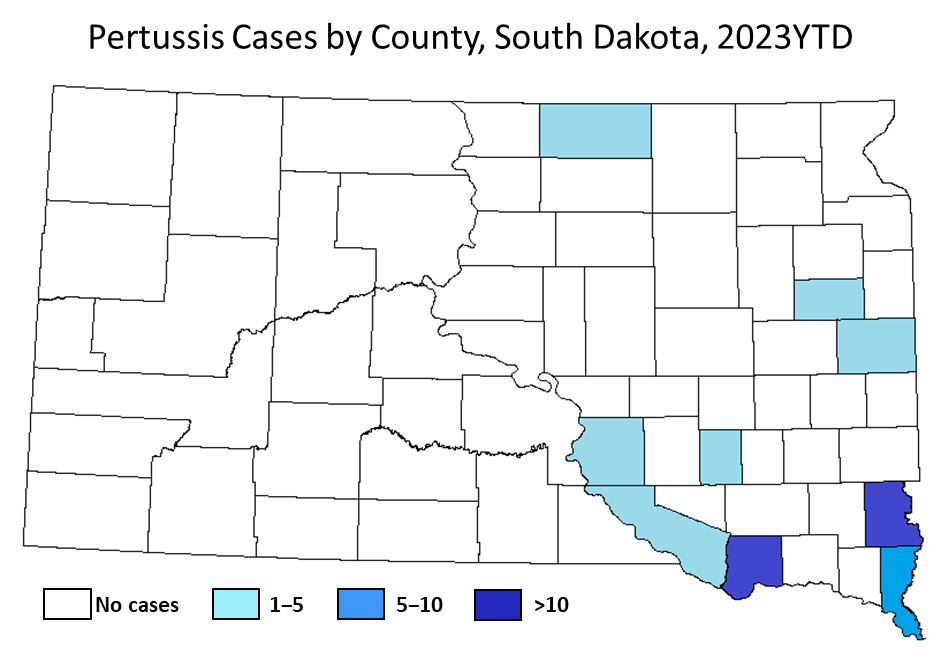 Pertussis Cases by County, South Dakota, 2023YTD
No cases 1–5 5–10 >10